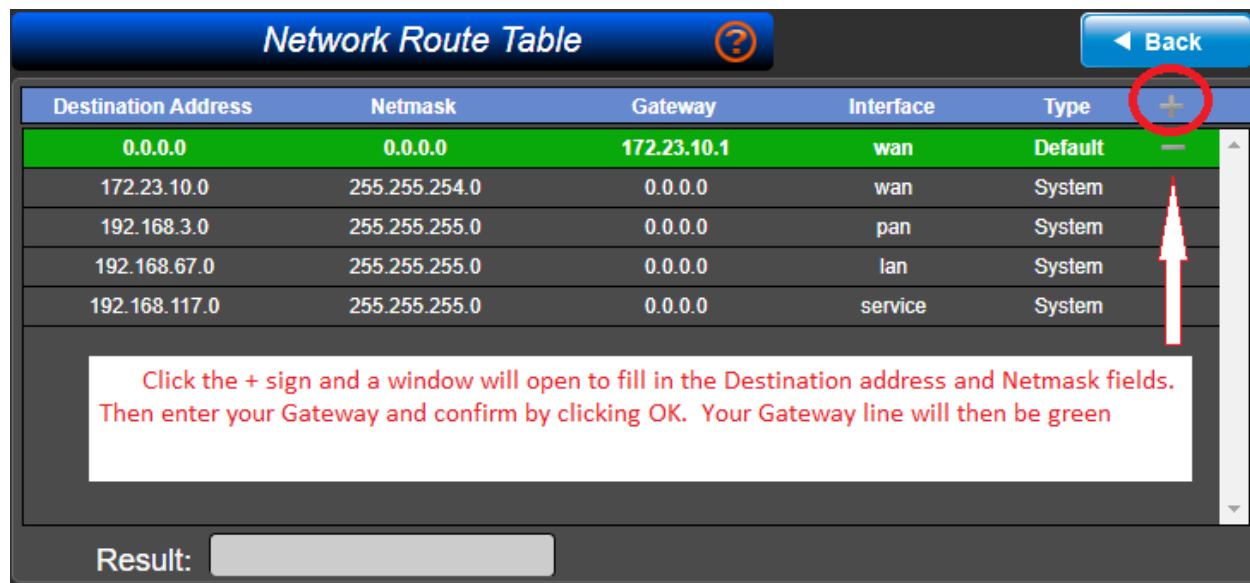 Network Route Table ?
Back
Destination Address Netmask Gateway Interface Type +
0.0.0.0 0.0.0.0 172.23.10.1 wan Default —
172.23.10.0 255.255.254.0 0.0.0.0 wan System
192.168.3.0 255.255.255.0 0.0.0.0 pan System
192.168.67.0 255.255.255.0 0.0.0.0 lan System
192.168.117.0 255.255.255.0 0.0.0.0 service System
Click the + sign and a window will open to fill in the Destination address and Netmask fields.
Then enter your Gateway and confirm by clicking OK. Your Gateway line will then be green
Result: